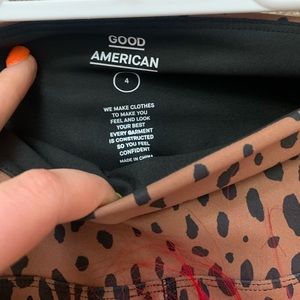 GOOD
AMERICAN
4
WE MAKE CLOTHES
TO MAKE YOU
FEEL AND LOOK
YOUR BEST
EVERY GARMENT
IS CONSTRUCTED
SO YOU FEEL
CONFIDENT
MADE IN CHINA